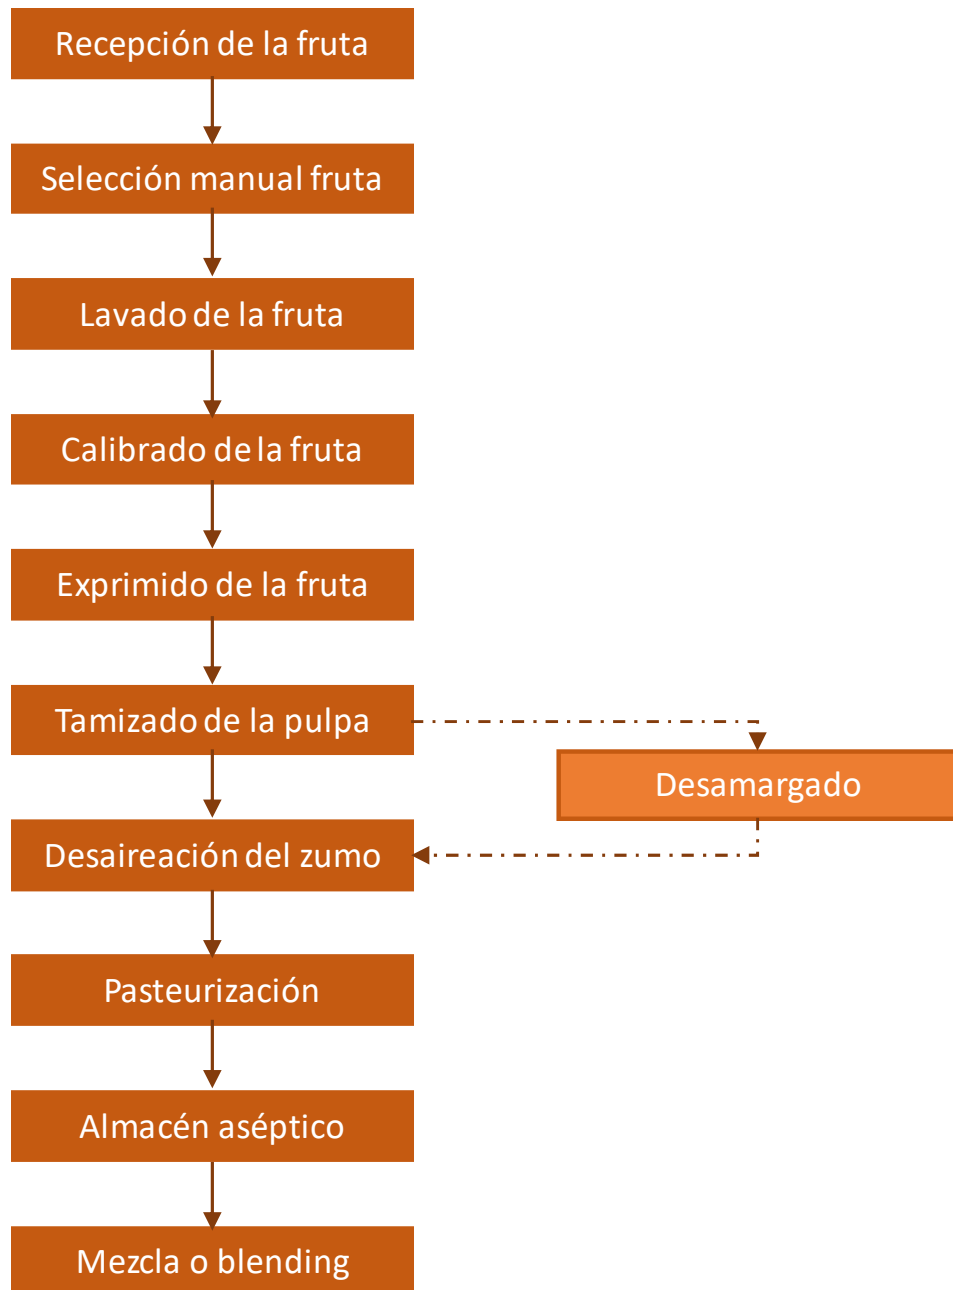 Recepción de la fruta
Selección manual fruta
Lavado de la fruta
Calibrado de la fruta
Exprimido de la fruta
Tamizado de la pulpa
Desamargado
Desaireación del zumo
Pasteurización
Almacén aséptico
Mezcla o blending